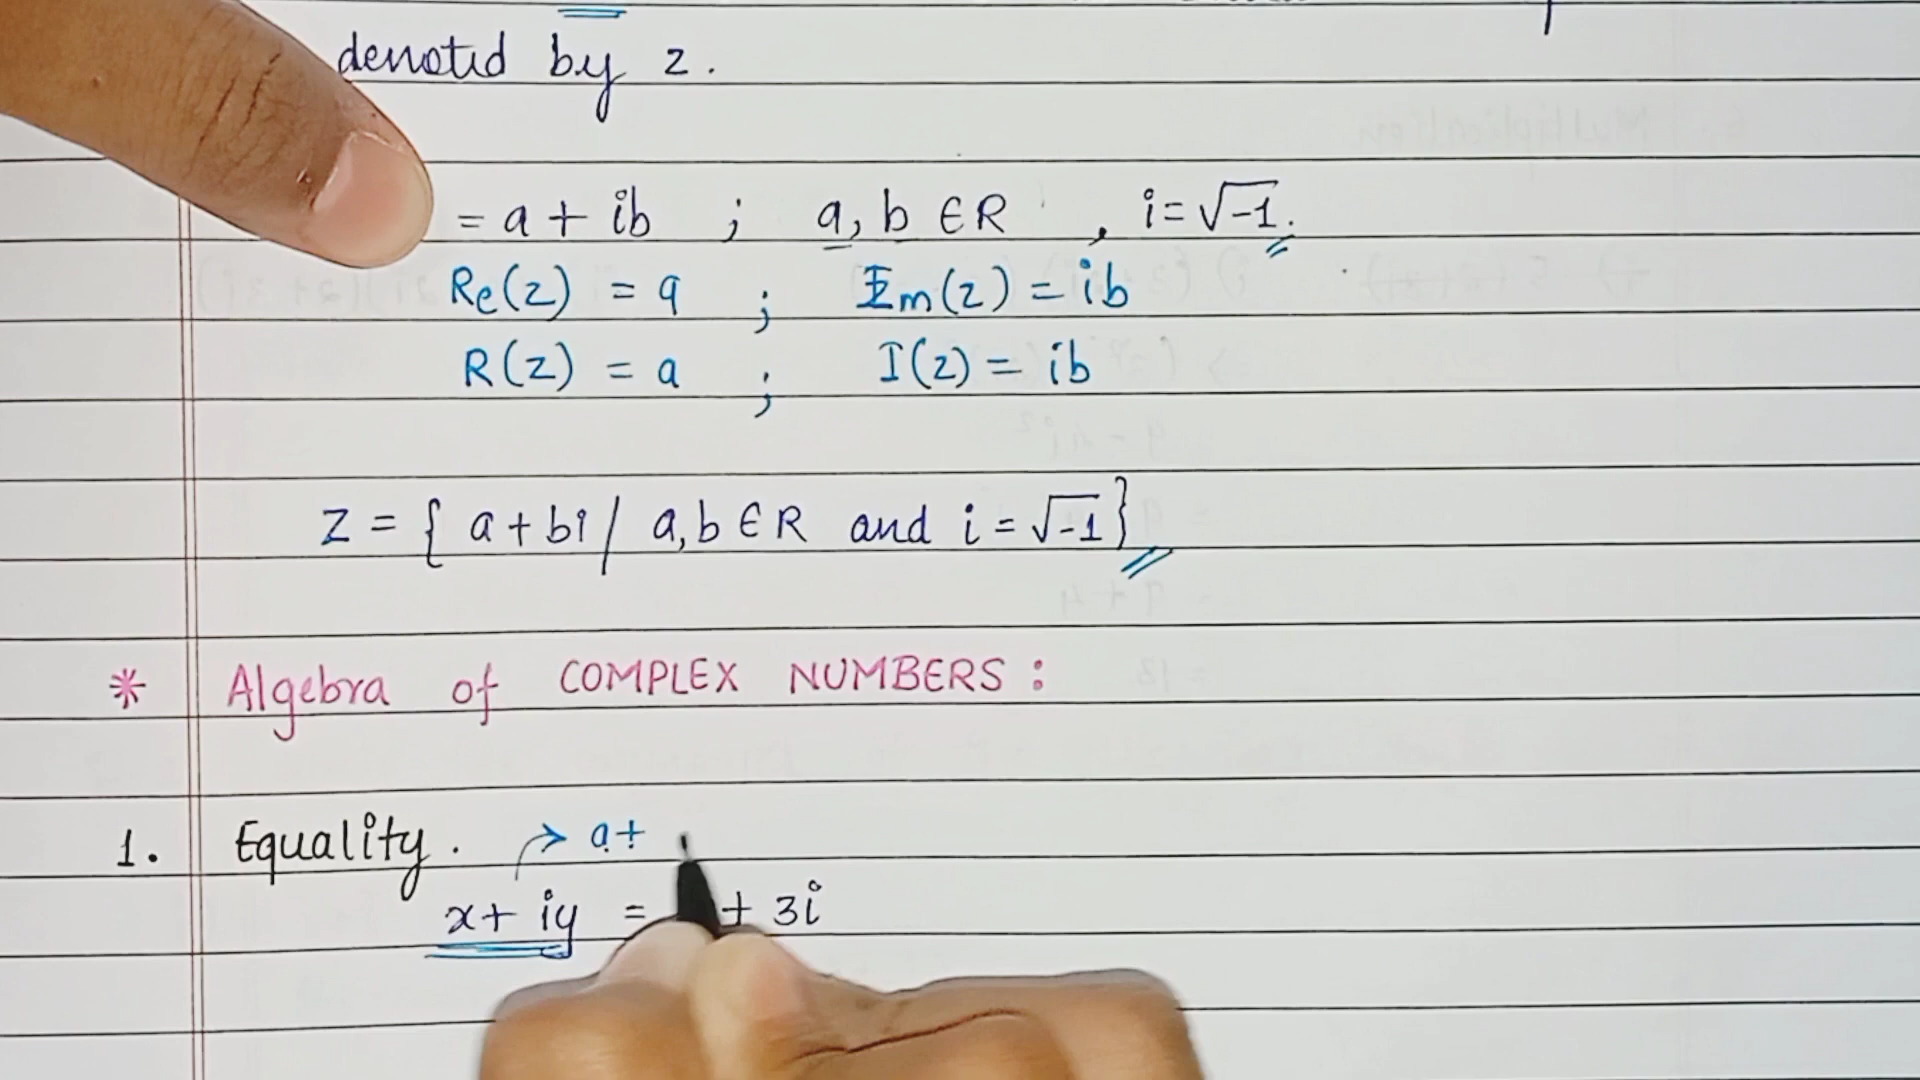 denoted by z.
= a + ib ; a, b ∈ R , i = √-1.
Re(z) = a ; Im(z) = ib
R(z) = a ; I(z) = ib
Z = { a + bi / a, b ∈ R and i = √-1 }
* Algebra of COMPLEX NUMBERS :
1. Equality. → a +
x + iy = + 3i